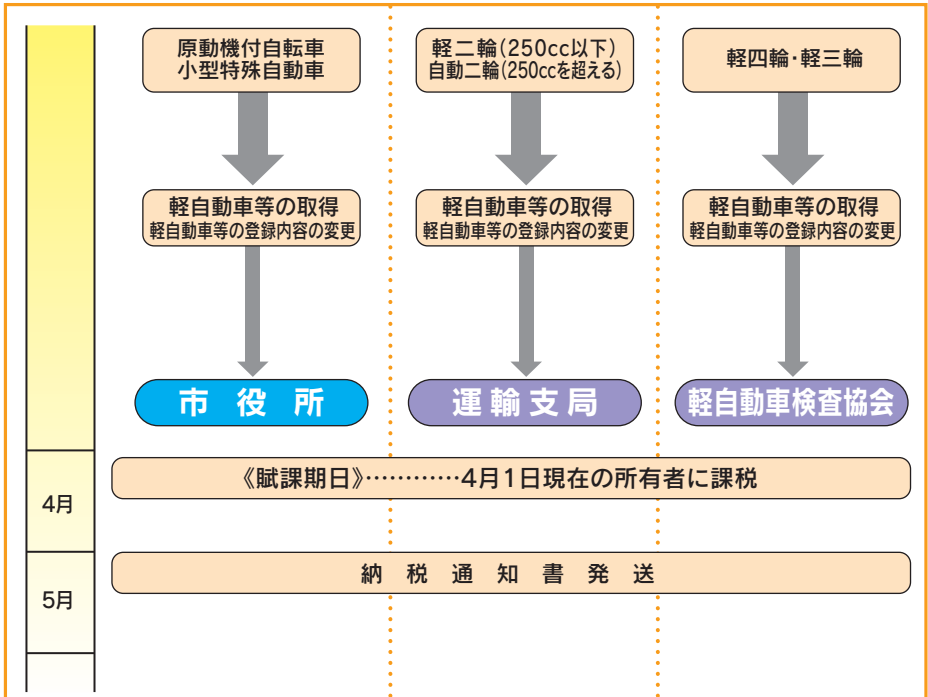 原動機付自転車
小型特殊自動車
軽二輪(250cc以下)
自動二輪(250ccを超える)
軽四輪・軽三輪
軽自動車等の取得
軽自動車等の登録内容の変更
軽自動車等の取得
軽自動車等の登録内容の変更
軽自動車等の取得
軽自動車等の登録内容の変更
市役所
運輸支局
軽自動車検査協会
4月
《賦課期日》…………4月1日現在の所有者に課税
5月
納税通知書発送